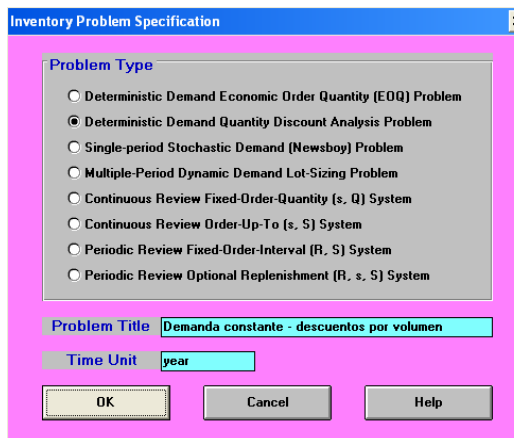 Inventory Problem Specification
Problem Type
Deterministic Demand Economic Order Quantity (EOQ) Problem
Deterministic Demand Quantity Discount Analysis Problem
Single-period Stochastic Demand (Newsboy) Problem
Multiple-Period Dynamic Demand Lot-Sizing Problem
Continuous Review Fixed-Order-Quantity (s, Q) System
Continuous Review Order-Up-To (s, S) System
Periodic Review Fixed-Order-Interval (R, S) System
Periodic Review Optional Replenishment (R, s, S) System
Problem Title Demanda constante - descuentos por volumen
Time Unit year
OK Cancel Help